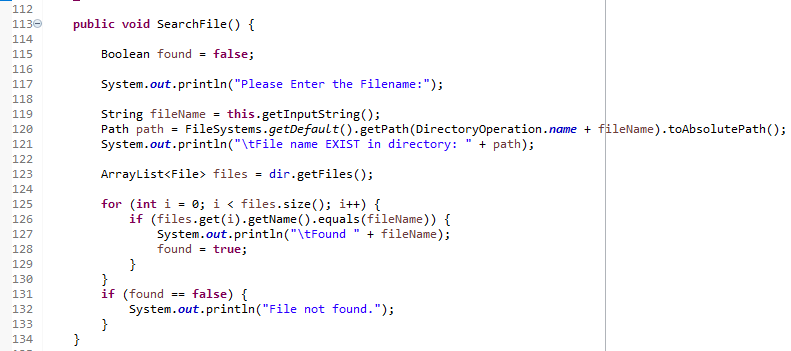 112
113 public void SearchFile() {
114
115 Boolean found = false;
116
117 System.out.println("Please Enter the Filename:");
118
119 String fileName = this.getInputString();
120 Path path = FileSystems.getDefault().getPath(DirectoryOperation.name + fileName).toAbsolutePath();
121 System.out.println("\tFile name EXIST in directory: " + path);
122
123 ArrayList<File> files = dir.getFiles();
124
125 for (int i = 0; i < files.size(); i++) {
126 if (files.get(i).getName().equals(fileName)) {
127 System.out.println("\tFound " + fileName);
128 found = true;
129 }
130 }
131 if (found == false) {
132 System.out.println("File not found.");
133 }
134 }